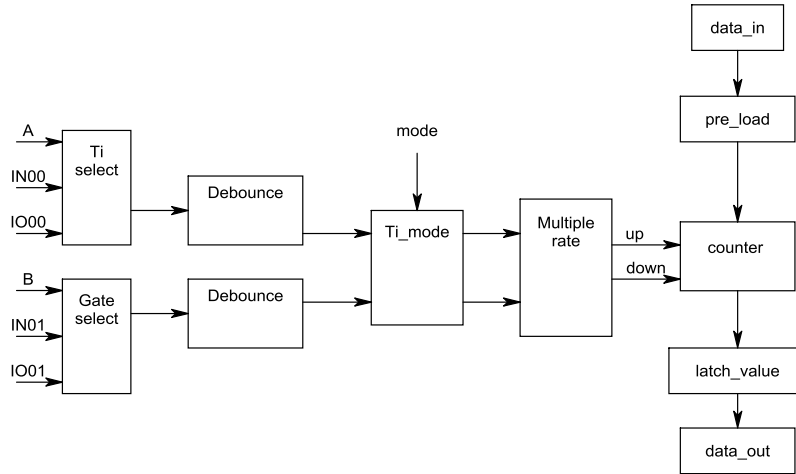 data_in
pre_load
mode
A
IN00
IO00
Ti
select
Debounce
Ti_mode
Multiple
rate
up
down
counter
B
IN01
IO01
Gate
select
Debounce
latch_value
data_out